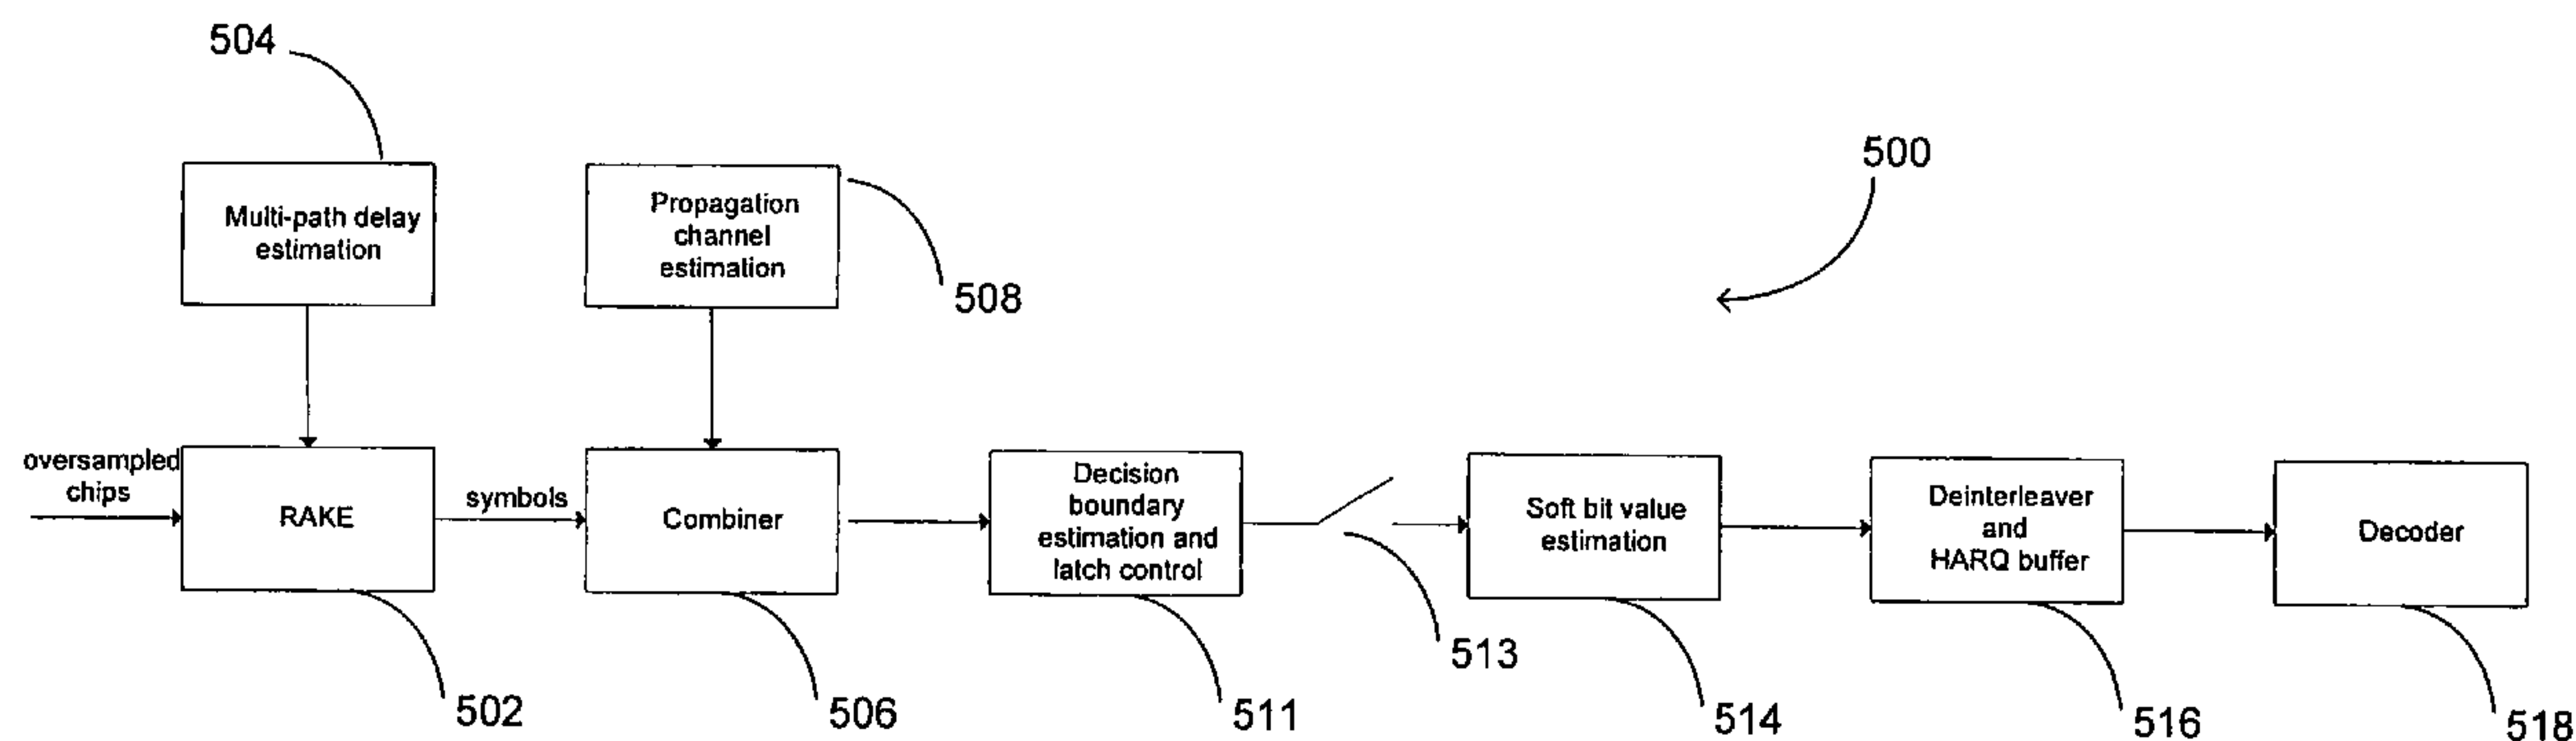 504
500
Multi-path delay
estimation
Propagation
channel
estimation
508
oversampled
chips
RAKE
symbols
Combiner
Decision
boundary
estimation and
latch control
Soft bit value
estimation
Deinterleaver
and
HARQ buffer
Decoder
513
502
506
511
514
516
518